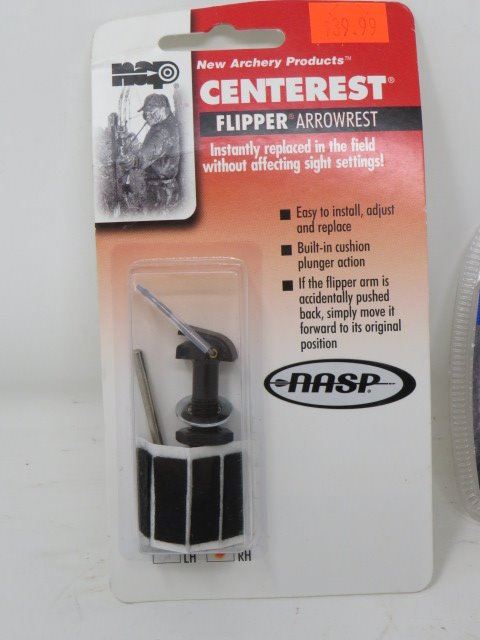 $39.99
nap
New Archery Products™
CENTEREST®
FLIPPER® ARROWREST
Instantly replaced in the field
without affecting sight settings!
■ Easy to install, adjust
and replace
■ Built-in cushion
plunger action
■ If the flipper arm is
accidentally pushed
back, simply move it
forward to its original
position
NASP®
LH RH